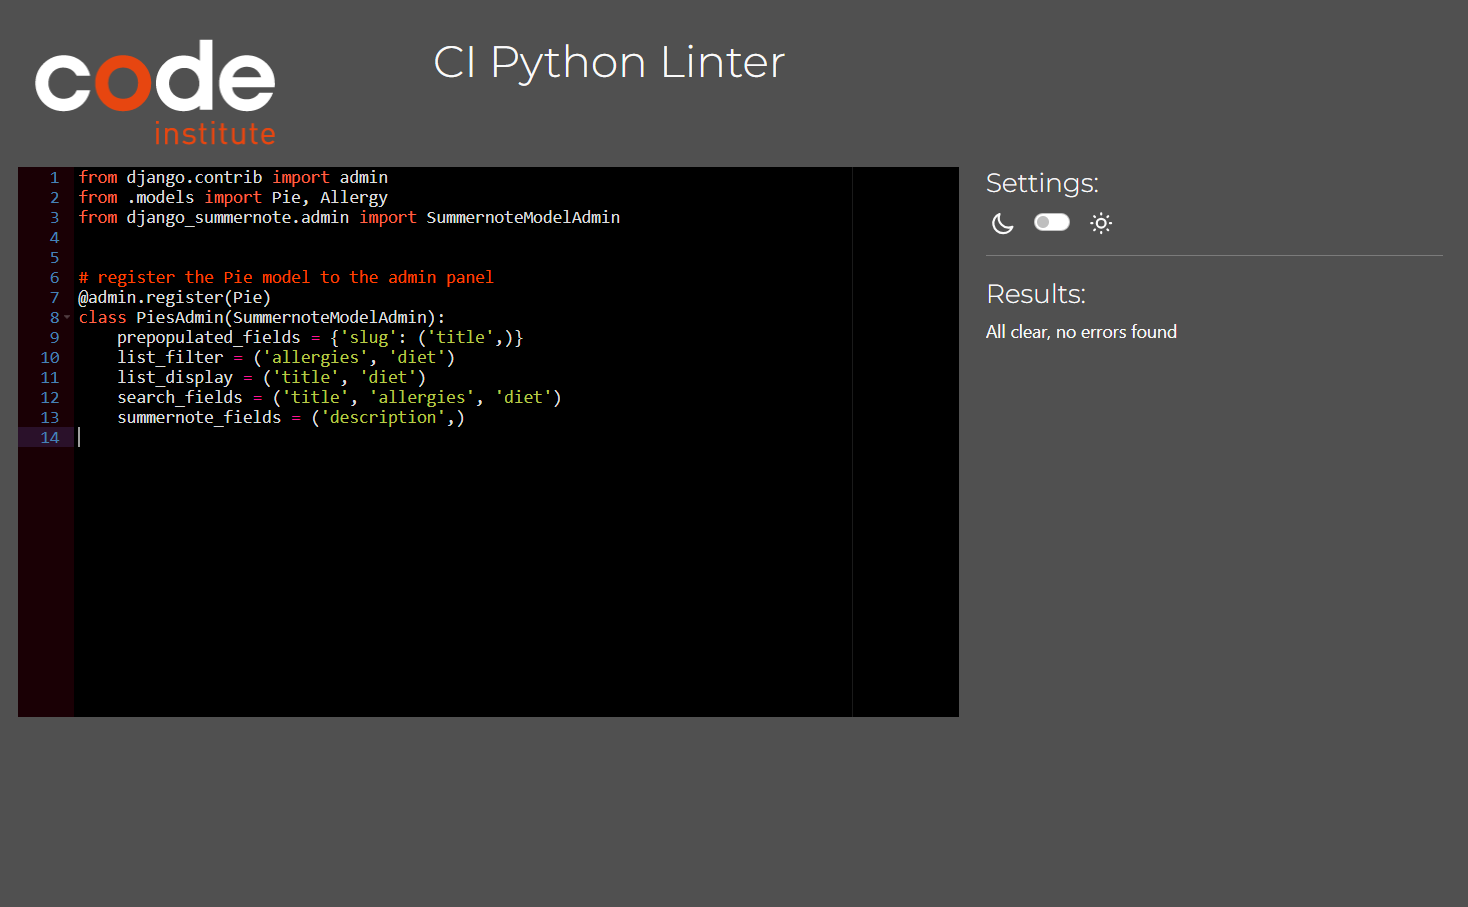 code
institute
CI Python Linter
1 from django.contrib import admin
2 from .models import Pie, Allergy
3 from django_summernote.admin import SummernoteModelAdmin
4
5
6 # register the Pie model to the admin panel
7 @admin.register(Pie)
8 class PiesAdmin(SummernoteModelAdmin):
9     prepopulated_fields = {'slug': ('title',)}
10     list_filter = ('allergies', 'diet')
11     list_display = ('title', 'diet')
12     search_fields = ('title', 'allergies', 'diet')
13     summernote_fields = ('description',)
14
Settings:
Results:
All clear, no errors found